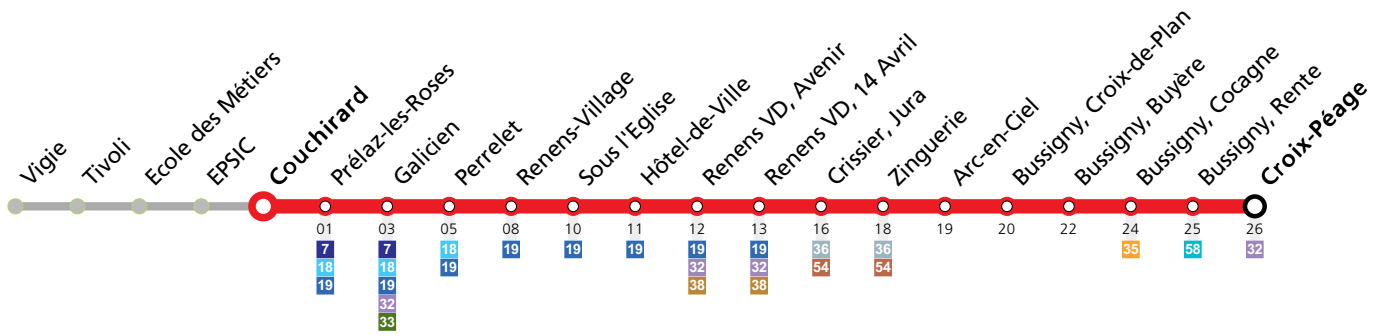 Vigie
Tivoli
Ecole des Métiers
EPSIC
Couchirard
Prélaz-les-Roses
Galicien
Perrelet
Renens-Village
Sous l'Eglise
Hôtel-de-Ville
Renens VD, Avenir
Renens VD, 14 Avril
Crissier, Jura
Zinguerie
Arc-en-Ciel
Bussigny, Croix-de-Plan
Bussigny, Buyère
Bussigny, Cocagne
Bussigny, Rente
Croix-Péage
01 03 05 08 10 11 12 13 16 18 19 20 22 24 25 26
7 7 18 19 19 19 19 19 36 36 35 58 32
18 18 19 32 32 54 54
19 19 38 38
32
33